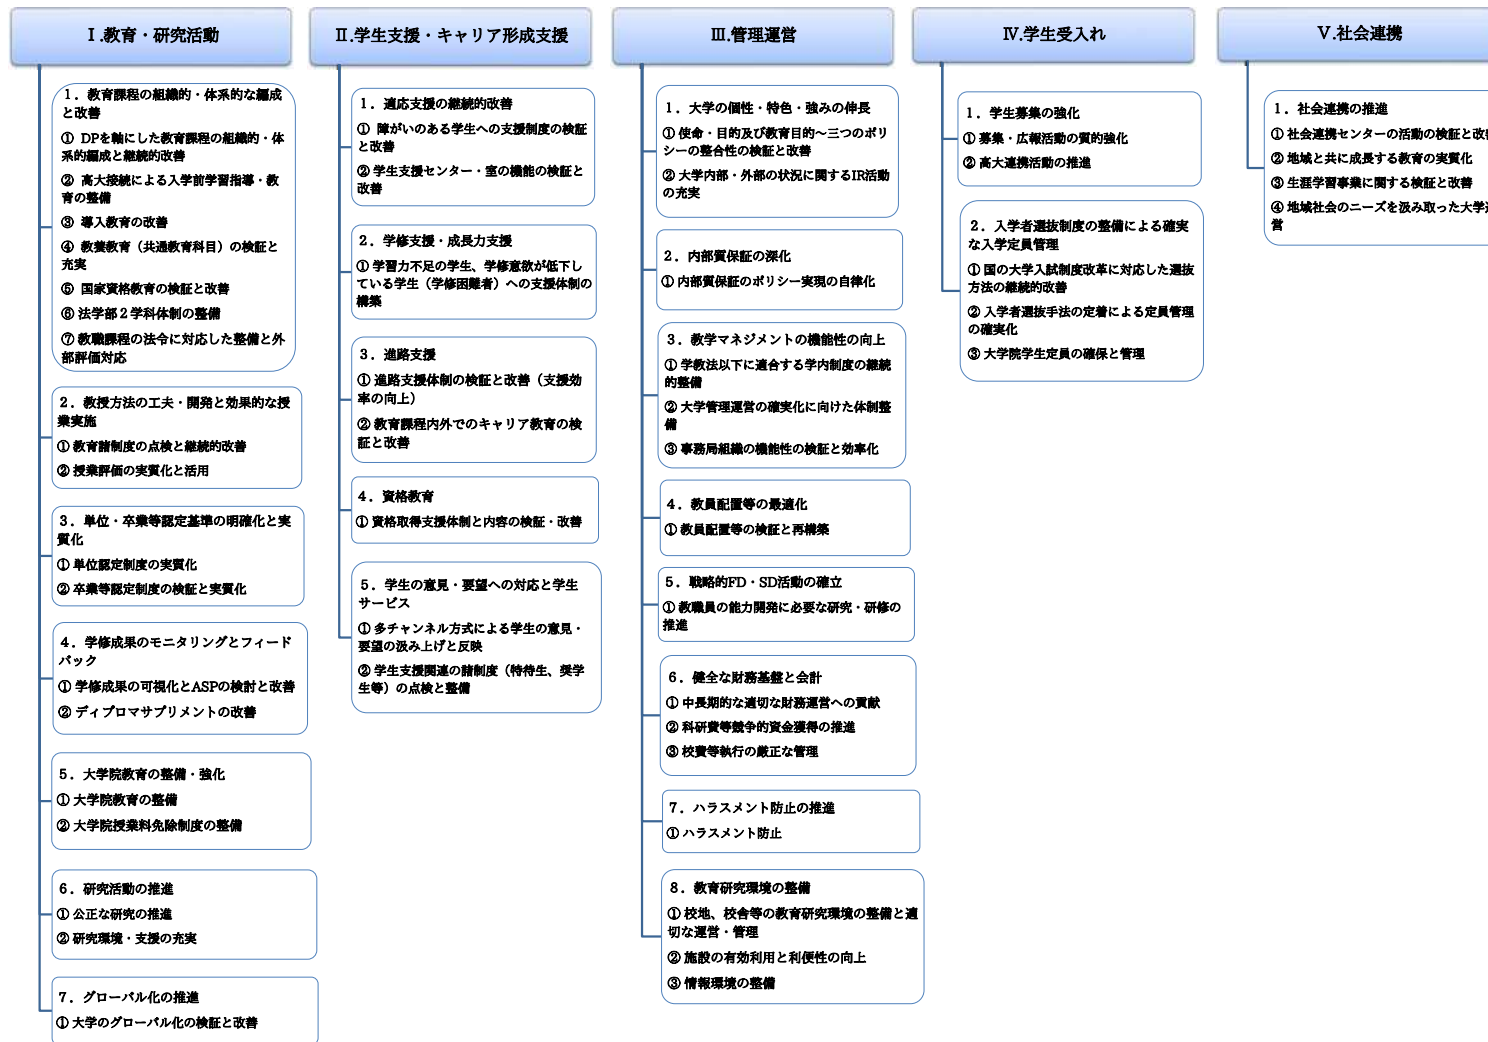 Ⅰ.教育・研究活動
１．教育課程の組織的・体系的な編成
と改善
① DPを軸にした教育課程の組織的・体
系的編成と継続的改善
② 高大接続による入学前学習指導・教
育の整備
③ 導入教育の改善
④ 教養教育（共通教育科目）の検証と
充実
⑤ 国家資格教育の検証と改善
⑥ 法学部２学科体制の整備
⑦ 教職課程の法令に対応した整備と外
部評価対応
２．教授方法の工夫・開発と効果的な授
業実施
① 教育諸制度の点検と継続的改善
② 授業評価の実質化と活用
３．単位・卒業等認定基準の明確化と実
質化
① 単位認定制度の実質化
② 卒業等認定制度の検証と実質化
４．学修成果のモニタリングとフィード
バック
① 学修成果の可視化とASPの検討と改善
② ディプロマサプリメントの改善
５．大学院教育の整備・強化
① 大学院教育の整備
② 大学院授業料免除制度の整備
６．研究活動の推進
① 公正な研究の推進
② 研究環境・支援の充実
７．グローバル化の推進
① 大学のグローバル化の検証と改善
Ⅱ.学生支援・キャリア形成支援
１．適応支援の継続的改善
① 障がいのある学生への支援制度の検証
と改善
② 学生支援センター・室の機能の検証と
改善
２．学修支援・成長力支援
① 学習力不足の学生、学修意欲が低下し
ている学生（学修困難者）への支援体制の
構築
３．進路支援
① 進路支援体制の検証と改善（支援効
率の向上）
② 教育課程内外でのキャリア教育の検
証と改善
４．資格教育
① 資格取得支援体制と内容の検証・改善
５．学生の意見・要望への対応と学生
サービス
① 多チャンネル方式による学生の意見・
要望の汲み上げと反映
② 学生支援関連の諸制度（特待生、奨学
生等）の点検と整備
Ⅲ.管理運営
１．大学の個性・特色・強みの伸長
① 使命・目的及び教育目的～三つのポリ
シーの整合性の検証と改善
② 大学内部・外部の状況に関するIR活動
の充実
２．内部質保証の深化
① 内部質保証のポリシー実現の自律化
３．教学マネジメントの機能性の向上
① 学教法以下に適合する学内制度の継続
的整備
② 大学管理運営の確実化に向けた体制整
備
③ 事務局組織の機能性の検証と効率化
４．教員配置等の最適化
① 教員配置等の検証と再構築
５．戦略的FD・SD活動の確立
① 教職員の能力開発に必要な研究・研修の
推進
６．健全な財務基盤と会計
① 中長期的な適切な財務運営への貢献
② 科研費等競争的資金獲得の推進
③ 校費等執行の厳正な管理
７．ハラスメント防止の推進
① ハラスメント防止
８．教育研究環境の整備
① 校地、校舎等の教育研究環境の整備と適
切な運営・管理
② 施設の有効利用と利便性の向上
③ 情報環境の整備
Ⅳ.学生受入れ
１．学生募集の強化
① 募集・広報活動の質的強化
② 高大連携活動の推進
２．入学者選抜制度の整備による確実
な入学定員管理
① 国の大学入試制度改革に対応した選抜
方法の継続的改善
② 入学者選抜手法の定着による定員管理
の確実化
③ 大学院学生定員の確保と管理
Ⅴ.社会連携
１．社会連携の推進
① 社会連携センターの活動の検証と改
② 地域と共に成長する教育の実質化
③ 生涯学習事業に関する検証と改善
④ 地域社会のニーズを汲み取った大学
営